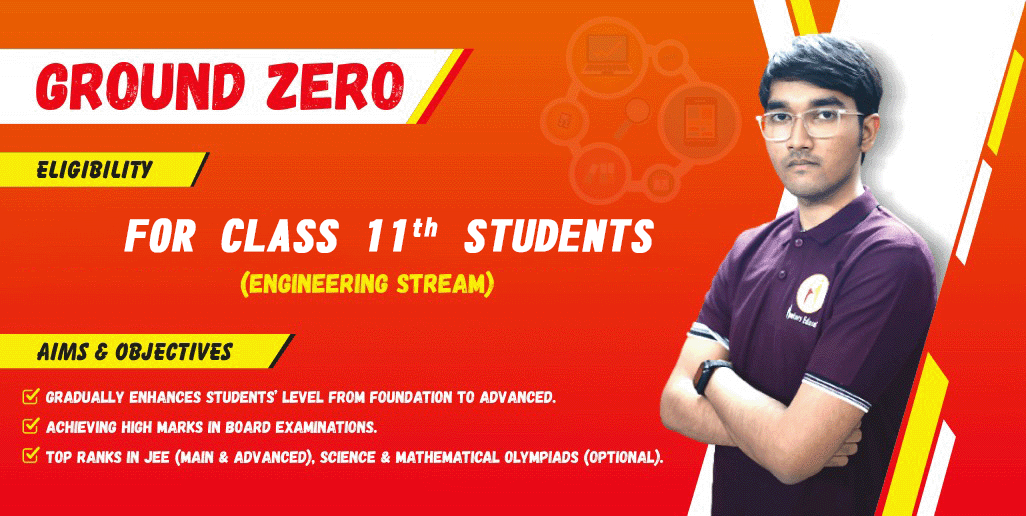 GROUND ZERO
ELIGIBILITY
FOR CLASS 11th STUDENTS
(ENGINEERING STREAM)
AIMS & OBJECTIVES
GRADUALLY ENHANCES STUDENTS' LEVEL FROM FOUNDATION TO ADVANCED.
ACHIEVING HIGH MARKS IN BOARD EXAMINATIONS.
TOP RANKS IN JEE (MAIN & ADVANCED), SCIENCE & MATHEMATICAL OLYMPIADS (OPTIONAL).